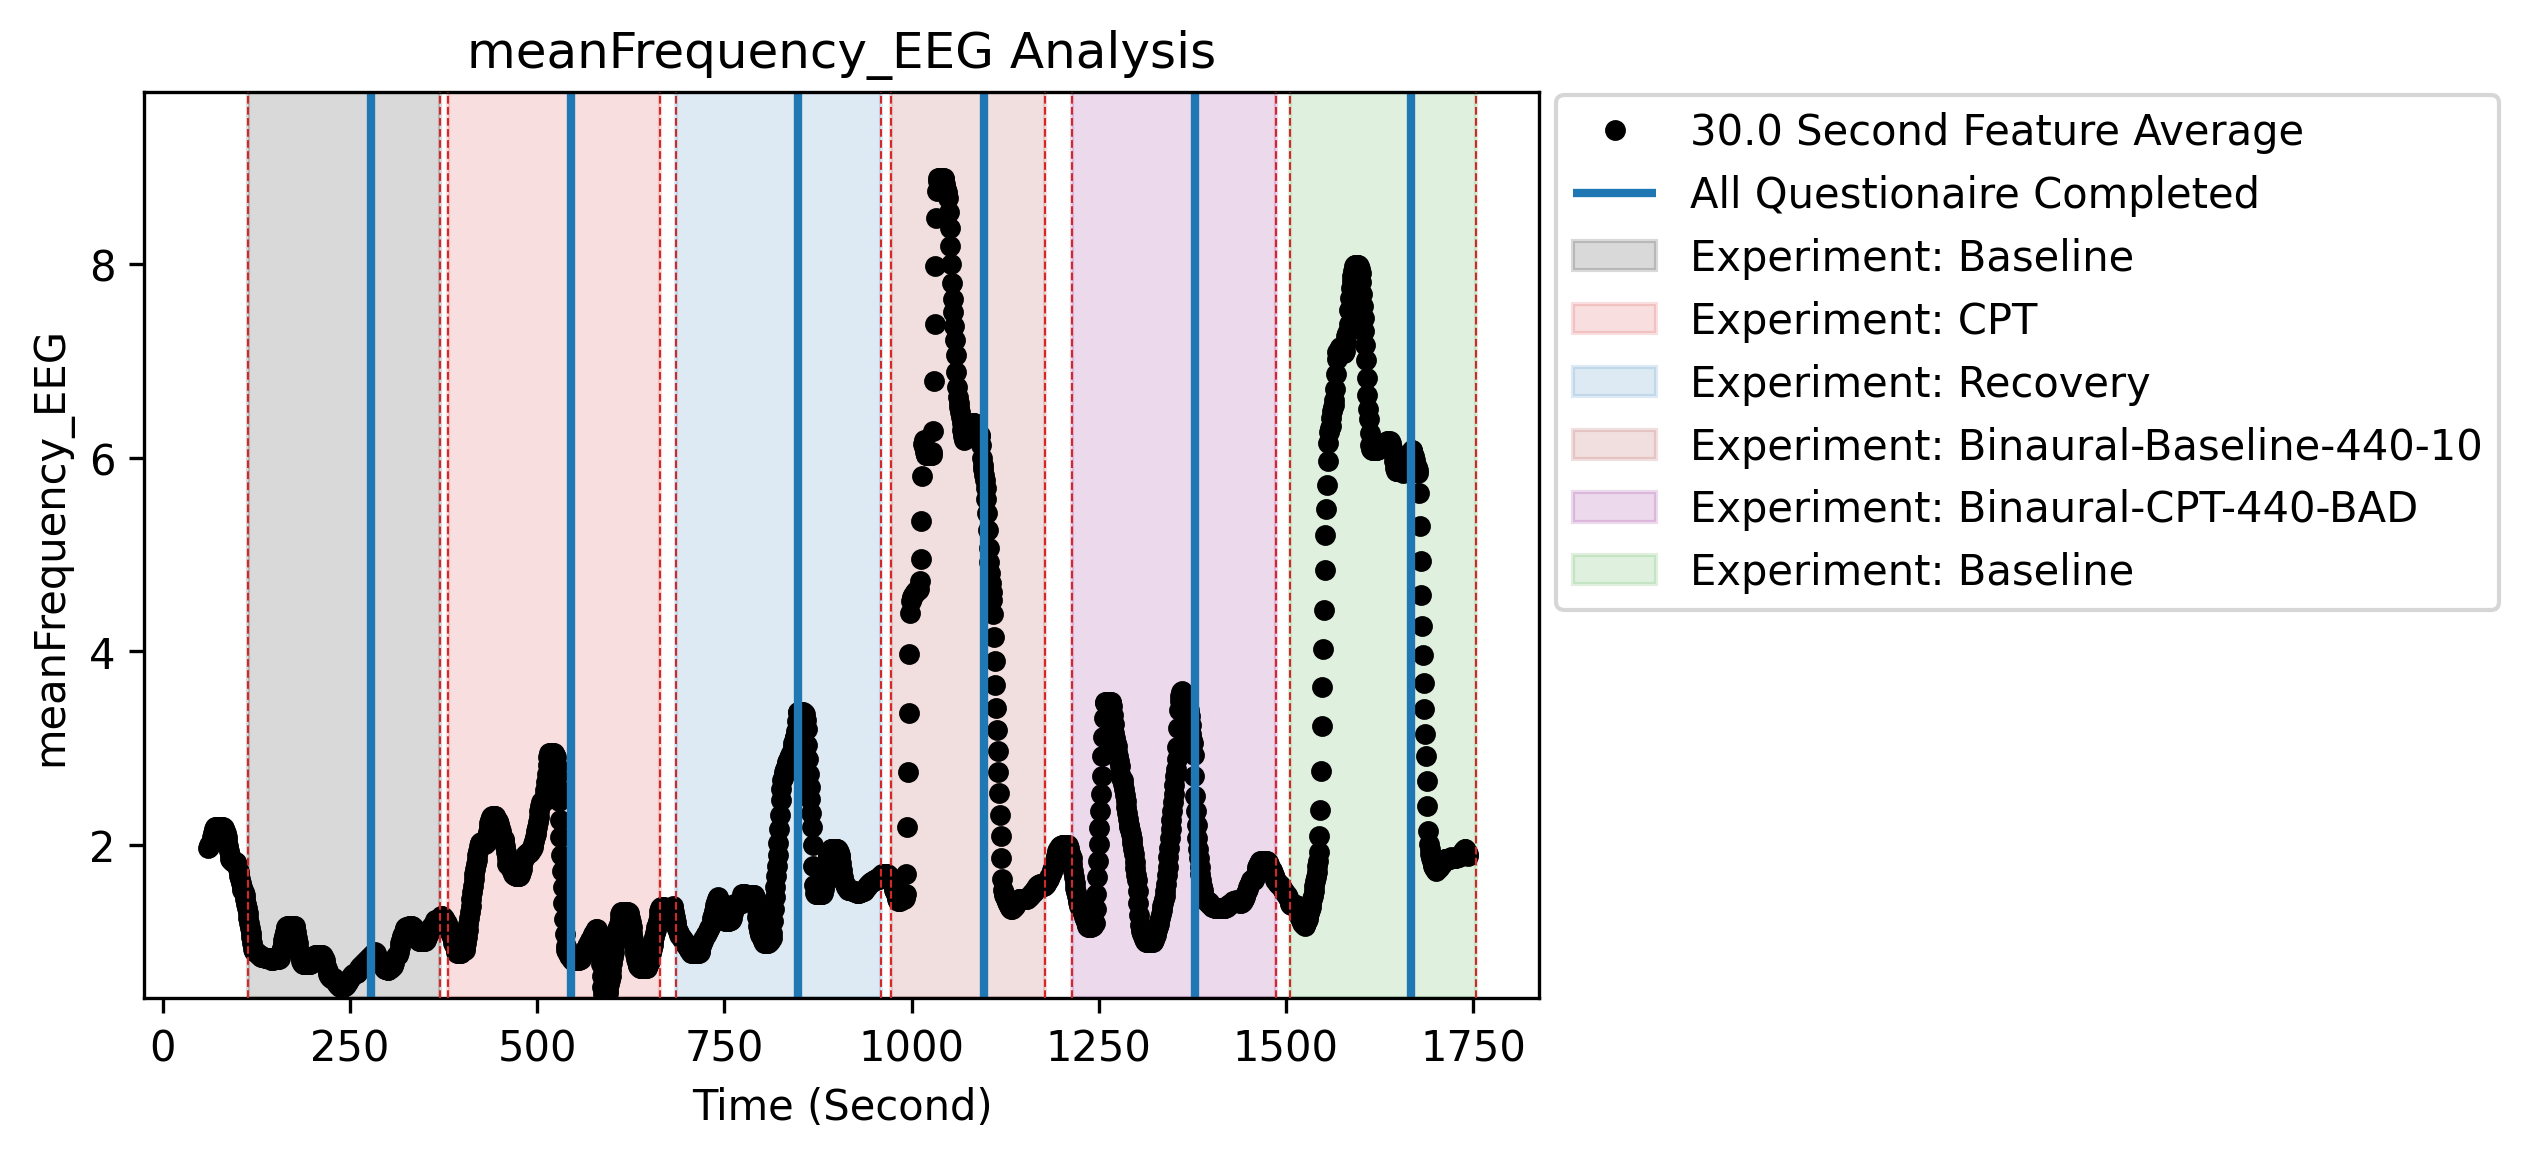 meanFrequency_EEG Analysis
meanFrequency_EEG
8
6
4
2
0
250
500
750
1000
1250
1500
1750
Time (Second)
30.0 Second Feature Average
All Questionaire Completed
Experiment: Baseline
Experiment: CPT
Experiment: Recovery
Experiment: Binaural-Baseline-440-10
Experiment: Binaural-CPT-440-BAD
Experiment: Baseline